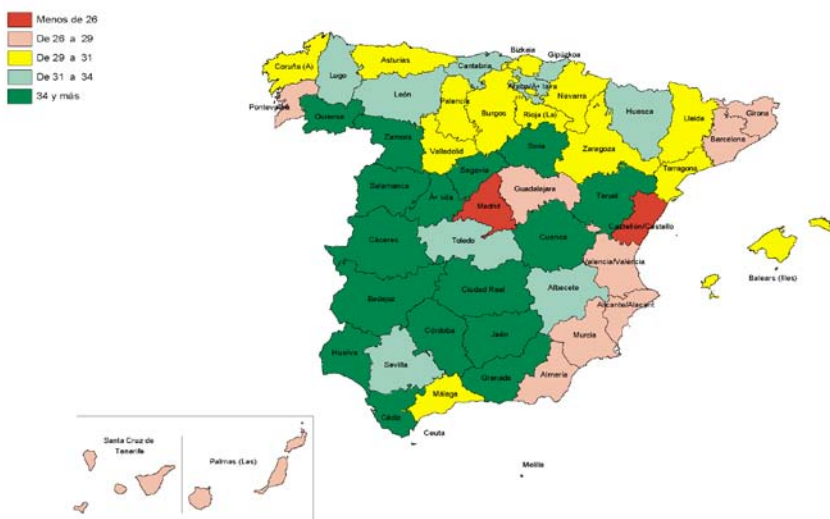 Menos de 26
De 26 a 29
De 29 a 31
De 31 a 34
34 y más
Coruña (A)
Lugo
Asturias
Cantabria
Bizkaia
Gipuzkoa
Navarra
Huesca
Lleida
Girona
Barcelona
Pontevedra
Ourense
León
Palencia
Burgos
Rioja (La)
Zaragoza
Tarragona
Zamora
Valladolid
Soria
Segovia
Guadalajara
Teruel
Salamanca
Madrid
Castellón/Castelló
Cáceres
Toledo
Cuenca
Valencia/València
Balears (Illes)
Badajoz
Ciudad Real
Albacete
Alicante/Alacant
Huelva
Córdoba
Jaén
Murcia
Sevilla
Granada
Almería
Cádiz
Málaga
Ceuta
Melilla
Santa Cruz de
Tenerife
Palmas (Las)